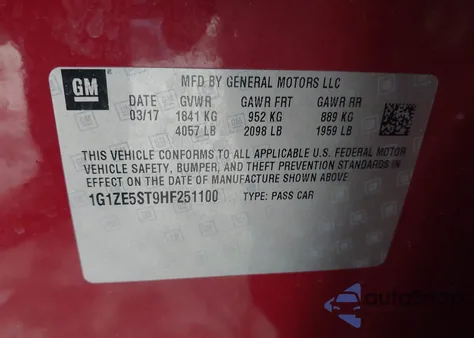 GM
MFD BY GENERAL MOTORS LLC
DATE GVWR GAWR FRT GAWR RR
03/17 1841 KG 952 KG 889 KG
4057 LB 2098 LB 1959 LB
THIS VEHICLE CONFORMS TO ALL APPLICABLE U.S. FEDERAL MOTOR
VEHICLE SAFETY, BUMPER, AND THEFT PREVENTION STANDARDS IN
EFFECT ON THE DATE OF MANUFACTURE SHOWN ABOVE.
1G1ZE5ST9HF251100 TYPE: PASS CAR